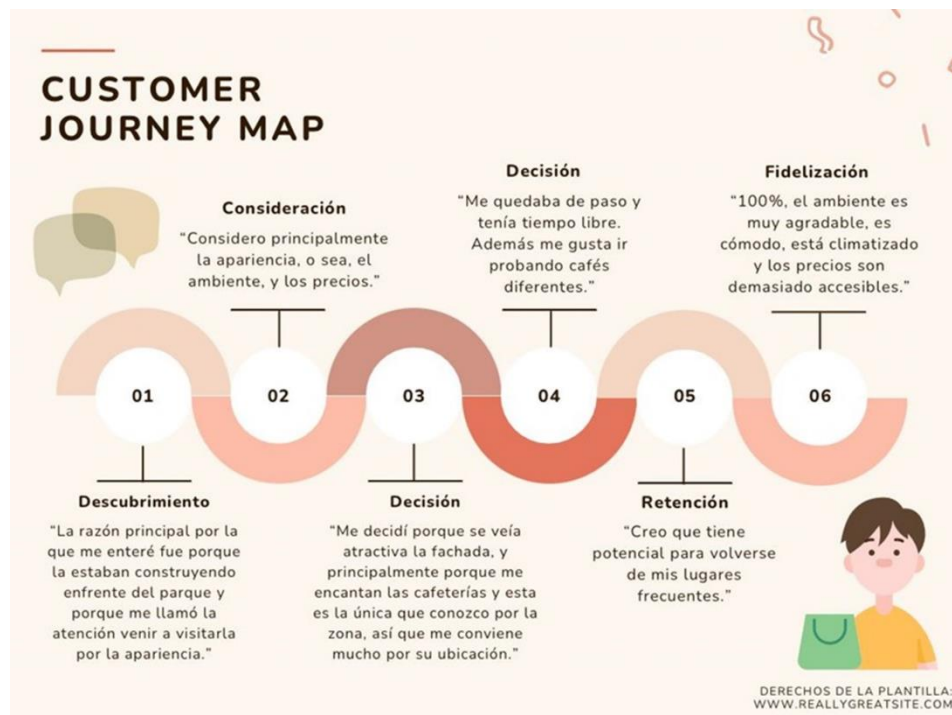 CUSTOMER
JOURNEY MAP
01
Descubrimiento
“La razón principal por la
que me enteré fue porque
la estaban construyendo
enfrente del parque y
porque me llamó la
atención venir a visitarla
por la apariencia.”
Consideración
“Considero principalmente
la apariencia, o sea, el
ambiente, y los precios.”
02
03
Decisión
“Me decidí porque se veía
atractiva la fachada, y
principalmente porque me
encantan las cafeterías y esta
es la única que conozco por la
zona, así que me conviene
mucho por su ubicación.”
Decisión
“Me quedaba de paso y
tenía tiempo libre.
Además me gusta ir
probando cafés
diferentes.”
04
05
Retención
“Creo que tiene
potencial para volverse
de mis lugares
frecuentes.”
Fidelización
“100%, el ambiente es
muy agradable, es
cómodo, está climatizado
y los precios son
demasiado accesibles.”
06
DERECHOS DE LA PLANTILLA:
WWW.REALLYGREATSITE.COM